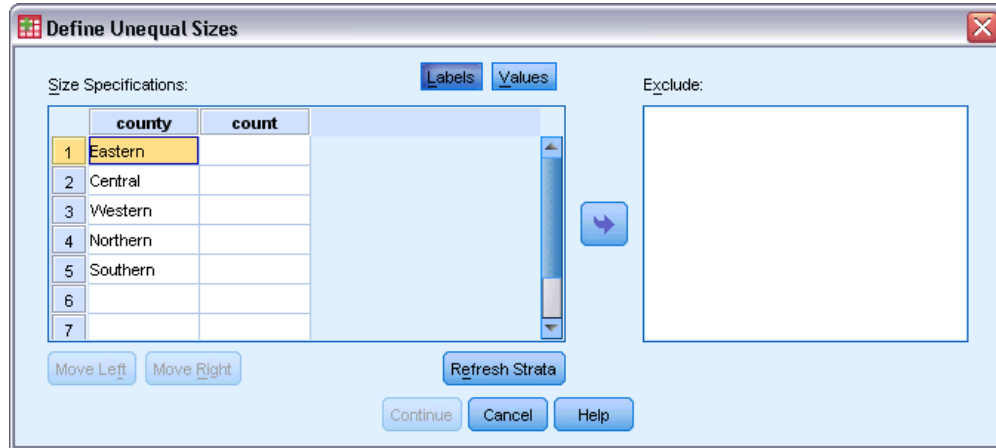 Define Unequal Sizes
Size Specifications:
Labels
Values
Exclude:
county count
1 Eastern
2 Central
3 Western
4 Northern
5 Southern
6
7
Move Left Move Right Refresh Strata
Continue Cancel Help